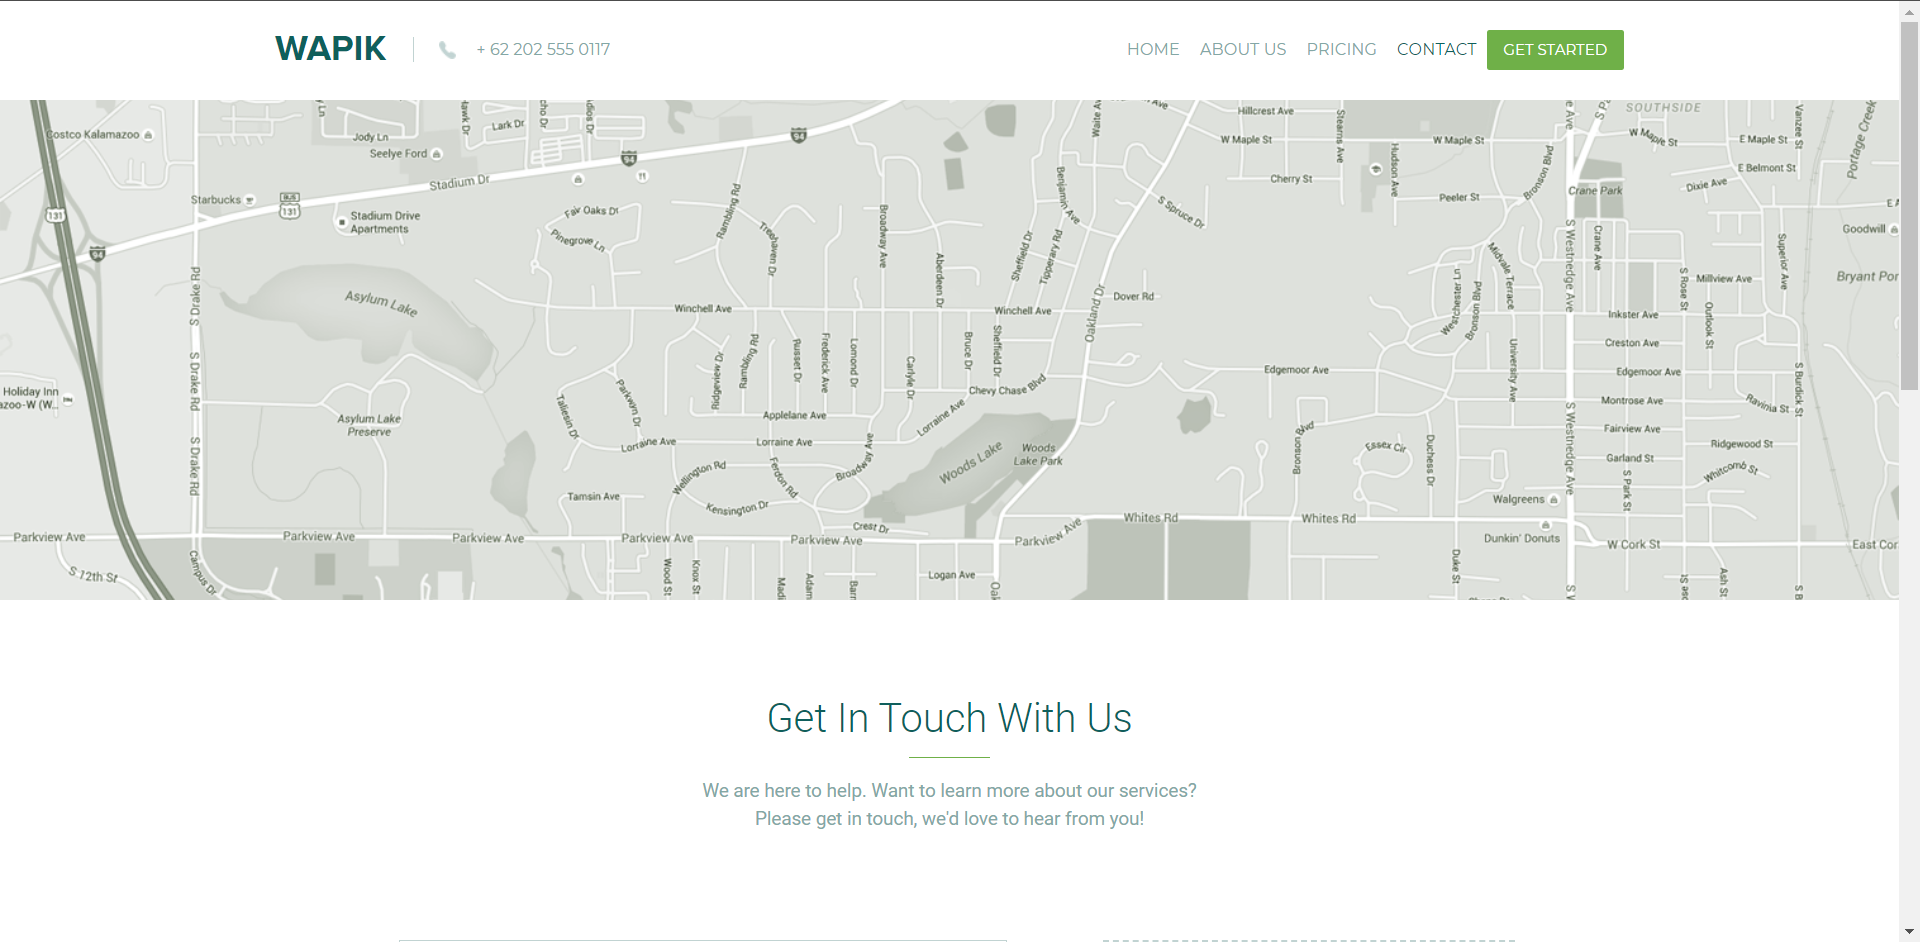 WAPIK
+ 62 202 555 0117
HOME
ABOUT US
PRICING
CONTACT
GET STARTED
Costco Kalamazoo
Jody Ln
Seelye Ford
Lark Dr
Starbucks
Stadium Dr
94
94
94
131
BUS
131
Stadium Drive
Apartments
Fair Oaks Dr
Pinegrove Ln
Rambling Rd
Treehaven Dr
Broadway Ave
Aberdeen Dr
Sheffield Dr
Tipperary Rd
Benjamin Ave
S Spruce Dr
Hillcrest Ave
W Maple St
Stearns Ave
Cherry St
Hudson Ave
W Maple St
Peeler St
Bronson Blvd
SOUTHSIDE
W Maple St
E Maple St
Vanzee St
E Belmont St
Dixie Ave
Crane Park
Portage Creek
Goodwill
Crane Ave
Superior Ave
S Westnedge Ave
Asylum Lake
S Drake Rd
Winchell Ave
Winchell Ave
Dover Rd
Oakland Dr
Midvale Terrace
Westchester Ln
Bronson Blvd
S Rose St
Millview Ave
Outlook St
Inkster Ave
Creston Ave
Edgemoor Ave
Edgemoor Ave
University Ave
Montrose Ave
Fairview Ave
Garland St
Ravinia St
S Burdick St
Ridgewood St
Whitcomb St
S Park St
S Drake Rd
Holiday Inn
Asylum Lake
Preserve
Taliesin Dr
Parkwyn Dr
Ridgeview Dr
Rambling Rd
Russet Dr
Frederick Ave
Lomond Dr
Carlyle Dr
Bruce Dr
Sheffield Dr
Chevy Chase Blvd
Applelane Ave
Lorraine Ave
Lorraine Ave
Lorraine Ave
Broadway Ave
Woods Lake
Woods
Lake Park
Wellington Rd
Ferdon Rd
Kensington Dr
Tamsin Ave
Crest Dr
Bronson Blvd
Essex Cir
Duchess Dr
S Westnedge Ave
Walgreens
Dunkin' Donuts
Whites Rd
Whites Rd
S Drake Rd
Parkview Ave
Parkview Ave
Parkview Ave
Parkview Ave
Parkview Ave
Parkview Ave
W Cork St
S 12th St
Campus Dr
Wood St
Knox St
Logan Ave
Duke St
Ash St
Get In Touch With Us
We are here to help. Want to learn more about our services?
Please get in touch, we'd love to hear from you!